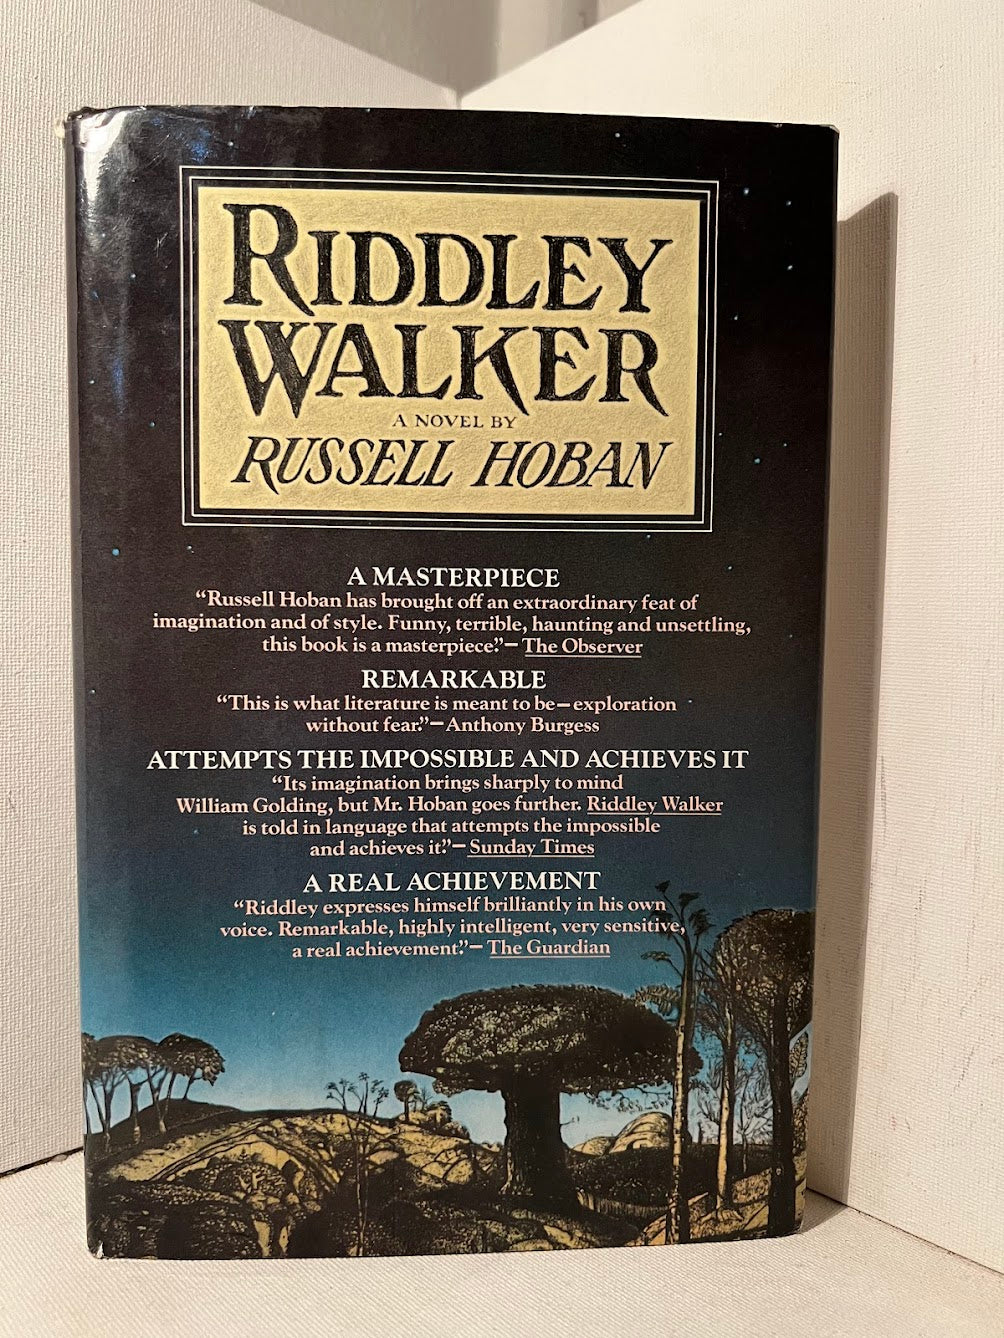 RIDDLEY
WALKER
A NOVEL BY
RUSSELL HOBAN
A MASTERPIECE
“Russell Hoban has brought off an extraordinary feat of
imagination and of style. Funny, terrible, haunting and unsettling,
this book is a masterpiece.”—The Observer
REMARKABLE
“This is what literature is meant to be—exploration
without fear.”—Anthony Burgess
ATTEMPTS THE IMPOSSIBLE AND ACHIEVES IT
“Its imagination brings sharply to mind
William Golding, but Mr. Hoban goes further. Riddley Walker
is told in language that attempts the impossible
and achieves it.”—Sunday Times
A REAL ACHIEVEMENT
“Riddley expresses himself brilliantly in his own
voice. Remarkable, highly intelligent, very sensitive,
a real achievement.”—The Guardian